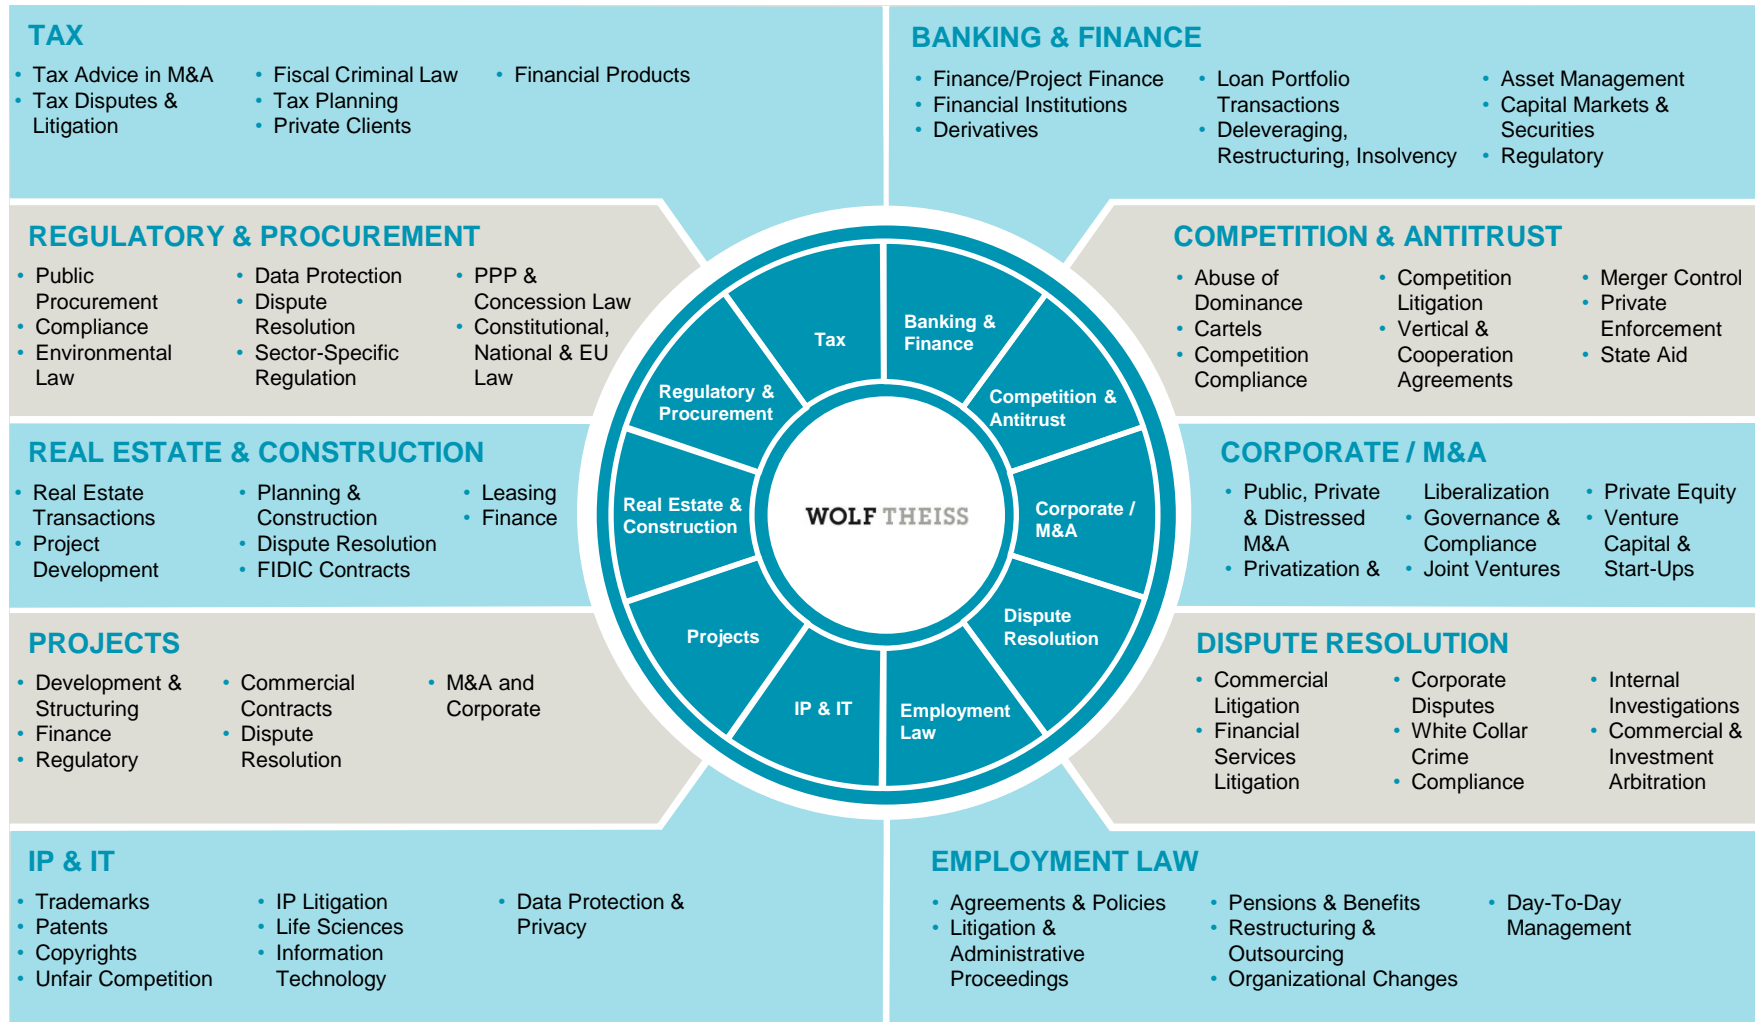 TAX
• Tax Advice in M&A
• Tax Disputes &
Litigation
• Fiscal Criminal Law
• Tax Planning
• Private Clients
• Financial Products
BANKING & FINANCE
• Finance/Project Finance
• Financial Institutions
• Derivatives
• Loan Portfolio
Transactions
• Deleveraging,
Restructuring, Insolvency
• Asset Management
• Capital Markets &
Securities
• Regulatory
REGULATORY & PROCUREMENT
• Public
Procurement
• Compliance
• Environmental
Law
• Data Protection
• Dispute
Resolution
• Sector-Specific
Regulation
• PPP &
Concession Law
• Constitutional,
National & EU
Law
COMPETITION & ANTITRUST
• Abuse of
Dominance
• Cartels
• Competition
Compliance
• Competition
Litigation
• Vertical &
Cooperation
Agreements
• Merger Control
• Private
Enforcement
• State Aid
REAL ESTATE & CONSTRUCTION
• Real Estate
Transactions
• Project
Development
• Planning &
Construction
• Dispute Resolution
• FIDIC Contracts
• Leasing
• Finance
CORPORATE / M&A
• Public, Private
& Distressed
M&A
• Privatization &
Liberalization
• Governance &
Compliance
• Joint Ventures
• Private Equity
• Venture
Capital &
Start-Ups
PROJECTS
• Development &
Structuring
• Finance
• Regulatory
• Commercial
Contracts
• Dispute
Resolution
• M&A and
Corporate
DISPUTE RESOLUTION
• Commercial
Litigation
• Financial
Services
Litigation
• Corporate
Disputes
• White Collar
Crime
• Compliance
• Internal
Investigations
• Commercial &
Investment
Arbitration
IP & IT
• Trademarks
• Patents
• Copyrights
• Unfair Competition
• IP Litigation
• Life Sciences
• Information
Technology
• Data Protection &
Privacy
EMPLOYMENT LAW
• Agreements & Policies
• Litigation &
Administrative
Proceedings
• Pensions & Benefits
• Restructuring &
Outsourcing
• Organizational Changes
• Day-To-Day
Management
Tax
Banking &
Finance
Competition &
Antitrust
Corporate /
M&A
Dispute
Resolution
Employment
Law
IP & IT
Projects
Real Estate &
Construction
Regulatory &
Procurement
WOLF THEISS